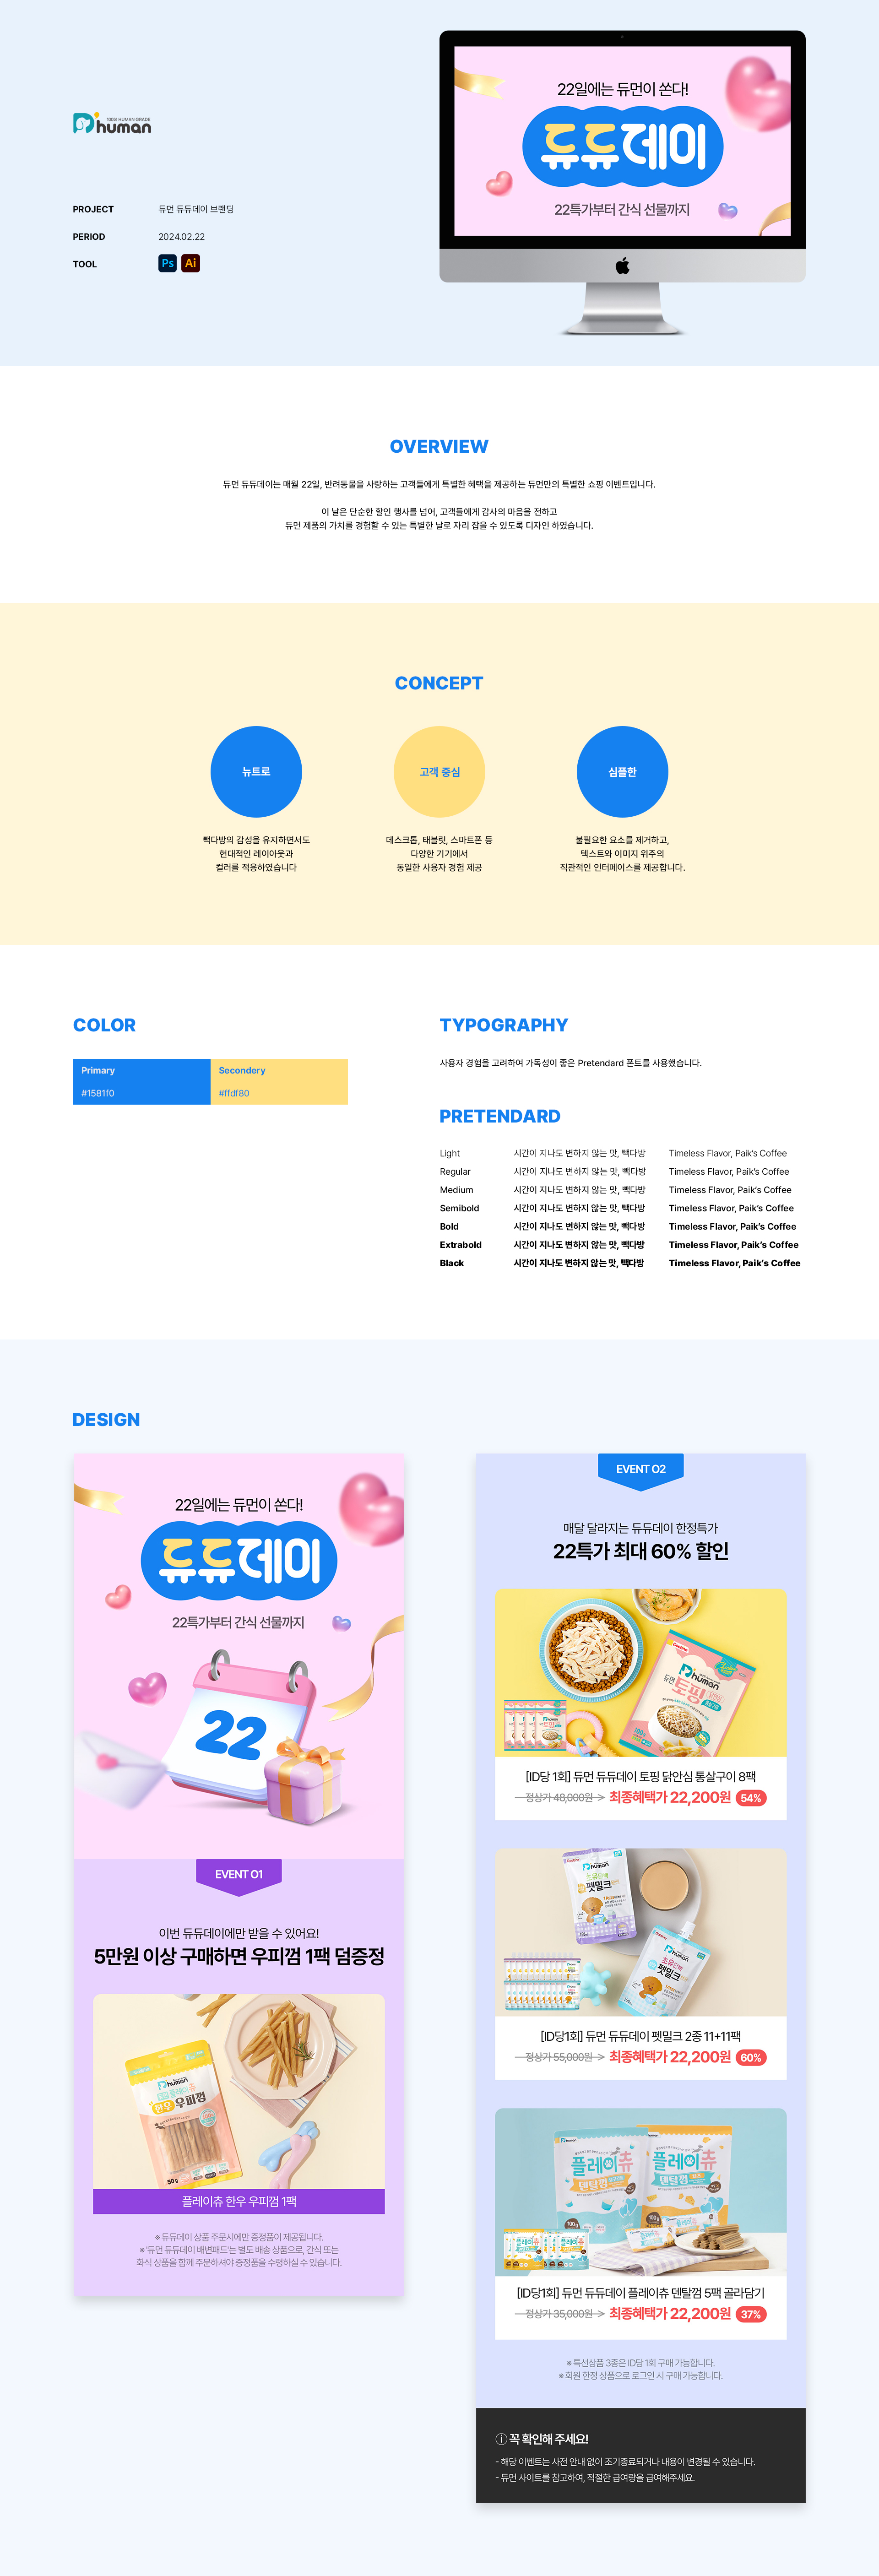 100% HUMAN GRADE
Dhuman
PROJECT 듀먼 듀듀데이 브랜딩
PERIOD 2024.02.22
TOOL Ps Ai
22일에는 듀먼이 쏜다!
듀듀데이
22특가부터 간식 선물까지
OVERVIEW
듀먼 듀듀데이는 매월 22일, 반려동물을 사랑하는 고객들에게 특별한 혜택을 제공하는 듀먼만의 특별한 쇼핑 이벤트입니다.
이 날은 단순한 할인 행사를 넘어, 고객들에게 감사의 마음을 전하고
듀먼 제품의 가치를 경험할 수 있는 특별한 날로 자리 잡을 수 있도록 디자인 하였습니다.
CONCEPT
뉴트로
빽다방의 감성을 유지하면서도
현대적인 레이아웃과
컬러를 적용하였습니다
고객 중심
데스크톱, 태블릿, 스마트폰 등
다양한 기기에서
동일한 사용자 경험 제공
심플한
불필요한 요소를 제거하고,
텍스트와 이미지 위주의
직관적인 인터페이스를 제공합니다.
COLOR
Primary
#1581f0
Secondery
#ffdf80
TYPOGRAPHY
사용자 경험을 고려하여 가독성이 좋은 Pretendard 폰트를 사용했습니다.
PRETENDARD
Light 시간이 지나도 변하지 않는 맛, 빽다방 Timeless Flavor, Paik's Coffee
Regular 시간이 지나도 변하지 않는 맛, 빽다방 Timeless Flavor, Paik's Coffee
Medium 시간이 지나도 변하지 않는 맛, 빽다방 Timeless Flavor, Paik's Coffee
Semibold 시간이 지나도 변하지 않는 맛, 빽다방 Timeless Flavor, Paik's Coffee
Bold 시간이 지나도 변하지 않는 맛, 빽다방 Timeless Flavor, Paik's Coffee
Extrabold 시간이 지나도 변하지 않는 맛, 빽다방 Timeless Flavor, Paik's Coffee
Black 시간이 지나도 변하지 않는 맛, 빽다방 Timeless Flavor, Paik's Coffee
DESIGN
22일에는 듀먼이 쏜다!
듀듀데이
22특가부터 간식 선물까지
22
EVENT 01
이번 듀듀데이에만 받을 수 있어요!
5만원 이상 구매하면 우피껌 1팩 덤증정
Dhuman
플레이츄
한우 우피껌
50g
플레이츄 한우 우피껌 1팩
※ 듀듀데이 상품 주문시에만 증정품이 제공됩니다.
※ '듀먼 듀듀데이 배변패드'는 별도 배송 상품으로, 간식 또는
화식 상품을 함께 주문하셔야 증정품을 수령하실 수 있습니다.
EVENT 02
매달 달라지는 듀듀데이 한정특가
22특가 최대 60% 할인
Dhuman
듀먼
토핑
[ID당 1회] 듀먼 듀듀데이 토핑 닭안심 통살구이 8팩
정상가 48,000원 > 최종혜택가 22,200원 54%
Dhuman
펫밀크
Dhuman
초유
펫밀크
[ID당1회] 듀먼 듀듀데이 펫밀크 2종 11+11팩
정상가 55,000원 > 최종혜택가 22,200원 60%
플레이츄
덴탈껌
플레이츄
덴탈껌
[ID당1회] 듀먼 듀듀데이 플레이츄 덴탈껌 5팩 골라담기
정상가 35,000원 > 최종혜택가 22,200원 37%
※ 특선상품 3종은 ID당 1회 구매 가능합니다.
※ 회원 한정 상품으로 로그인 시 구매 가능합니다.
ⓘ 꼭 확인해 주세요!
- 해당 이벤트는 사전 안내 없이 조기종료되거나 내용이 변경될 수 있습니다.
- 듀먼 사이트를 참고하여, 적절한 급여량을 급여해주세요.